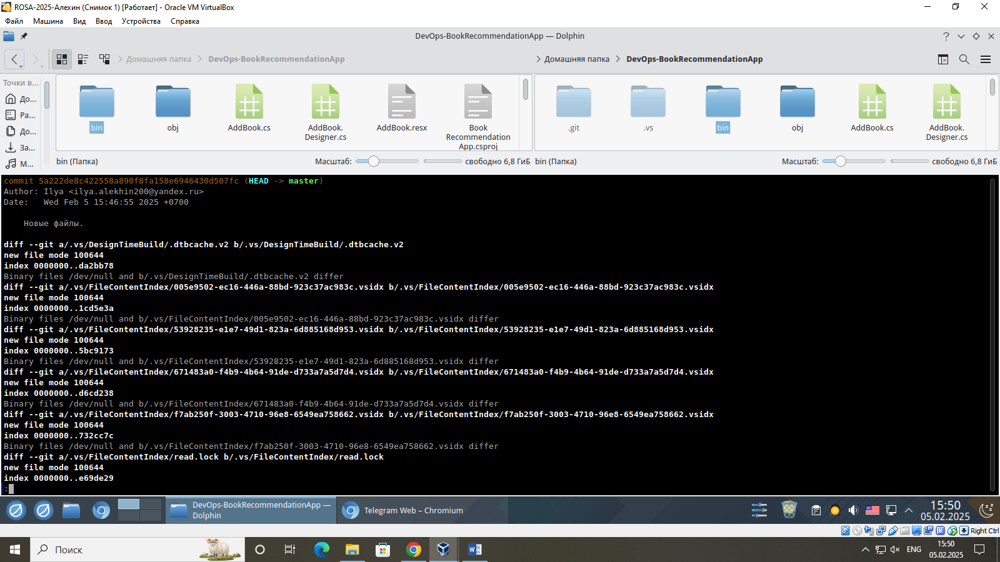 ROSA-2025-Алехин (Снимок 1) [Работает] - Oracle VM VirtualBox
Файл Машина Вид Ввод Устройства Справка
DevOps-BookRecommendationApp — Dolphin
Домашняя папка > DevOps-BookRecommendationApp
> Домашняя папка > DevOps-BookRecommendationApp
Точки в...
До...
Ра...
До...
За...
М...
bin
obj
AddBook.cs
AddBook.
Designer.cs
AddBook.resx
Book
Recommendation
App.csproj
.git
.vs
bin
obj
AddBook.cs
AddBook.
Designer.cs
bin (Папка) Масштаб: свободно 6,8 ГиБ
bin (Папка) Масштаб: свободно 6,8 ГиБ
commit 5a222de8c422558a890f8fa158e6946430d507fc (HEAD -> master)
Author: Ilya <ilya.alekhin200@yandex.ru>
Date:   Wed Feb 5 15:46:55 2025 +0700
Новые файлы.
diff --git a/.vs/DesignTimeBuild/.dtbcache.v2 b/.vs/DesignTimeBuild/.dtbcache.v2
new file mode 100644
index 0000000..da2bb78
Binary files /dev/null and b/.vs/DesignTimeBuild/.dtbcache.v2 differ
diff --git a/.vs/FileContentIndex/005e9502-ec16-446a-88bd-923c37ac983c.vsidx b/.vs/FileContentIndex/005e9502-ec16-446a-88bd-923c37ac983c.vsidx
new file mode 100644
index 0000000..1cd5e3a
Binary files /dev/null and b/.vs/FileContentIndex/005e9502-ec16-446a-88bd-923c37ac983c.vsidx differ
diff --git a/.vs/FileContentIndex/53928235-e1e7-49d1-823a-6d885168d953.vsidx b/.vs/FileContentIndex/53928235-e1e7-49d1-823a-6d885168d953.vsidx
new file mode 100644
index 0000000..5bc9173
Binary files /dev/null and b/.vs/FileContentIndex/53928235-e1e7-49d1-823a-6d885168d953.vsidx differ
diff --git a/.vs/FileContentIndex/671483a0-f4b9-4b64-91de-d733a7a5d7d4.vsidx b/.vs/FileContentIndex/671483a0-f4b9-4b64-91de-d733a7a5d7d4.vsidx
new file mode 100644
index 0000000..d6cd238
Binary files /dev/null and b/.vs/FileContentIndex/671483a0-f4b9-4b64-91de-d733a7a5d7d4.vsidx differ
diff --git a/.vs/FileContentIndex/f7ab250f-3003-4710-96e8-6549ea758662.vsidx b/.vs/FileContentIndex/f7ab250f-3003-4710-96e8-6549ea758662.vsidx
new file mode 100644
index 0000000..732cc7c
Binary files /dev/null and b/.vs/FileContentIndex/f7ab250f-3003-4710-96e8-6549ea758662.vsidx differ
diff --git a/.vs/FileContentIndex/read.lock b/.vs/FileContentIndex/read.lock
new file mode 100644
index 0000000..e69de29
:
DevOps-BookRecommendationApp —
Dolphin
Telegram Web – Chromium
15:50
05.02.2025
Right Ctrl
Поиск
ENG
15:50
05.02.2025